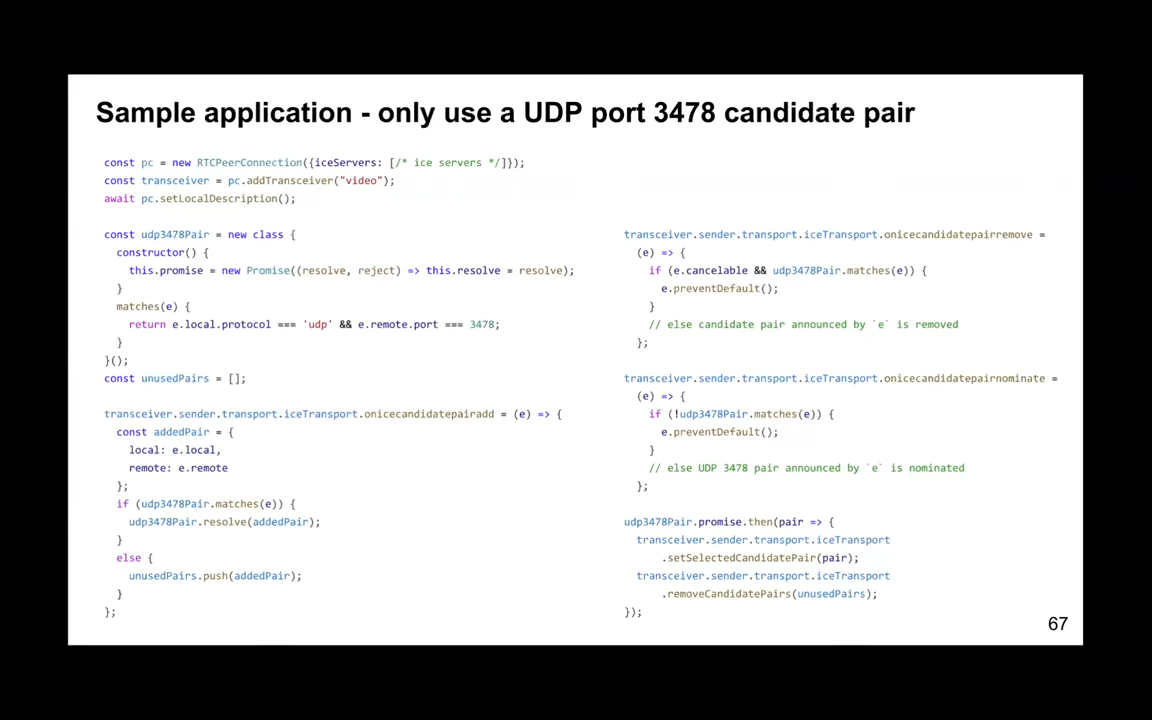 Sample application - only use a UDP port 3478 candidate pair
const pc = new RTCPeerConnection({iceServers: [/* ice servers */]});
const transceiver = pc.addTransceiver("video");
await pc.setLocalDescription();
const udp3478Pair = new class {
constructor() {
this.promise = new Promise((resolve, reject) => this.resolve = resolve);
}
matches(e) {
return e.local.protocol === 'udp' && e.remote.port === 3478;
}
}();
const unusedPairs = [];
transceiver.sender.transport.iceTransport.onicecandidatepairadd = (e) => {
const addedPair = {
local: e.local,
remote: e.remote
};
if (udp3478Pair.matches(e)) {
udp3478Pair.resolve(addedPair);
}
else {
unusedPairs.push(addedPair);
}
};
transceiver.sender.transport.iceTransport.onicecandidatepairremove =
(e) => {
if (e.cancelable && udp3478Pair.matches(e)) {
e.preventDefault();
}
// else candidate pair announced by `e` is removed
};
transceiver.sender.transport.iceTransport.onicecandidatepairnominate =
(e) => {
if (!udp3478Pair.matches(e)) {
e.preventDefault();
}
// else UDP 3478 pair announced by `e` is nominated
};
udp3478Pair.promise.then(pair => {
transceiver.sender.transport.iceTransport
.setSelectedCandidatePair(pair);
transceiver.sender.transport.iceTransport
.removeCandidatePairs(unusedPairs);
});
67